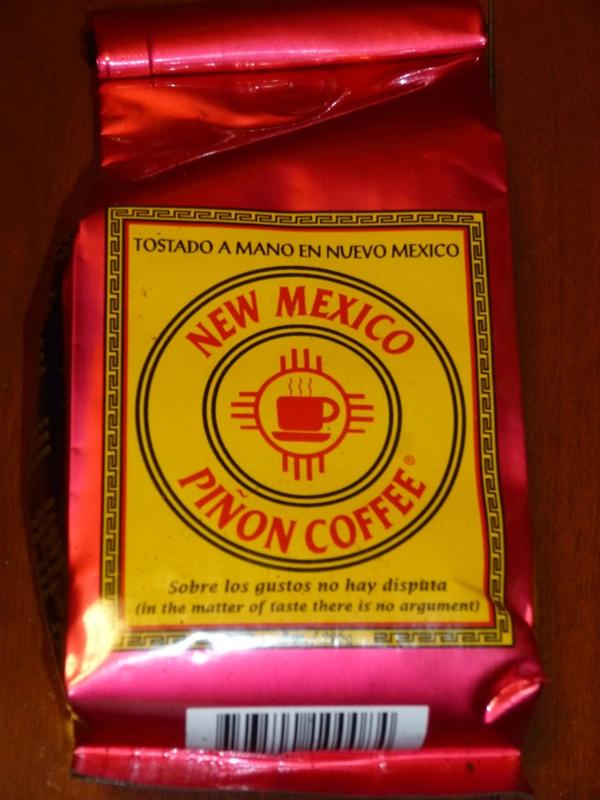 TOSTADO A MANO EN NUEVO MEXICO
NEW MEXICO
PIÑON COFFEE®
Sobre los gustos no hay disputa
(in the matter of taste there is no argument)